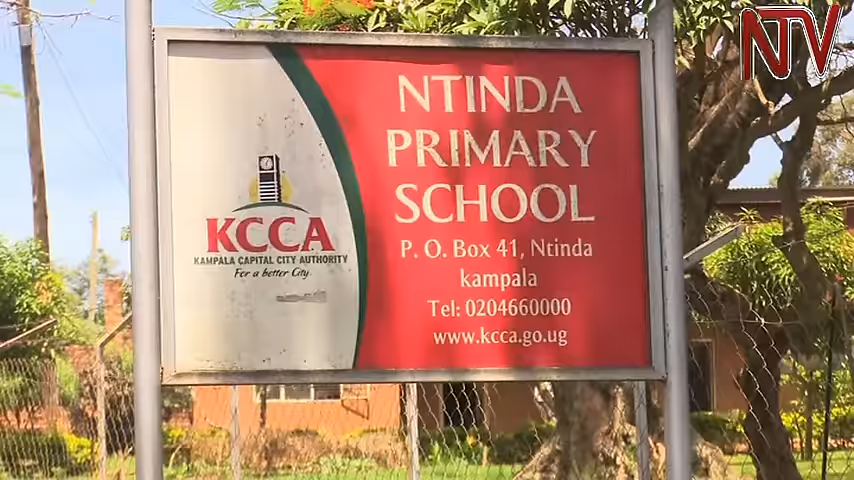 NTV
NTINDA
PRIMARY
SCHOOL
P. O. Box 41, Ntinda
kampala
Tel: 0204660000
www.kcca.go.ug
KCCA
KAMPALA CAPITAL CITY AUTHORITY
For a better City